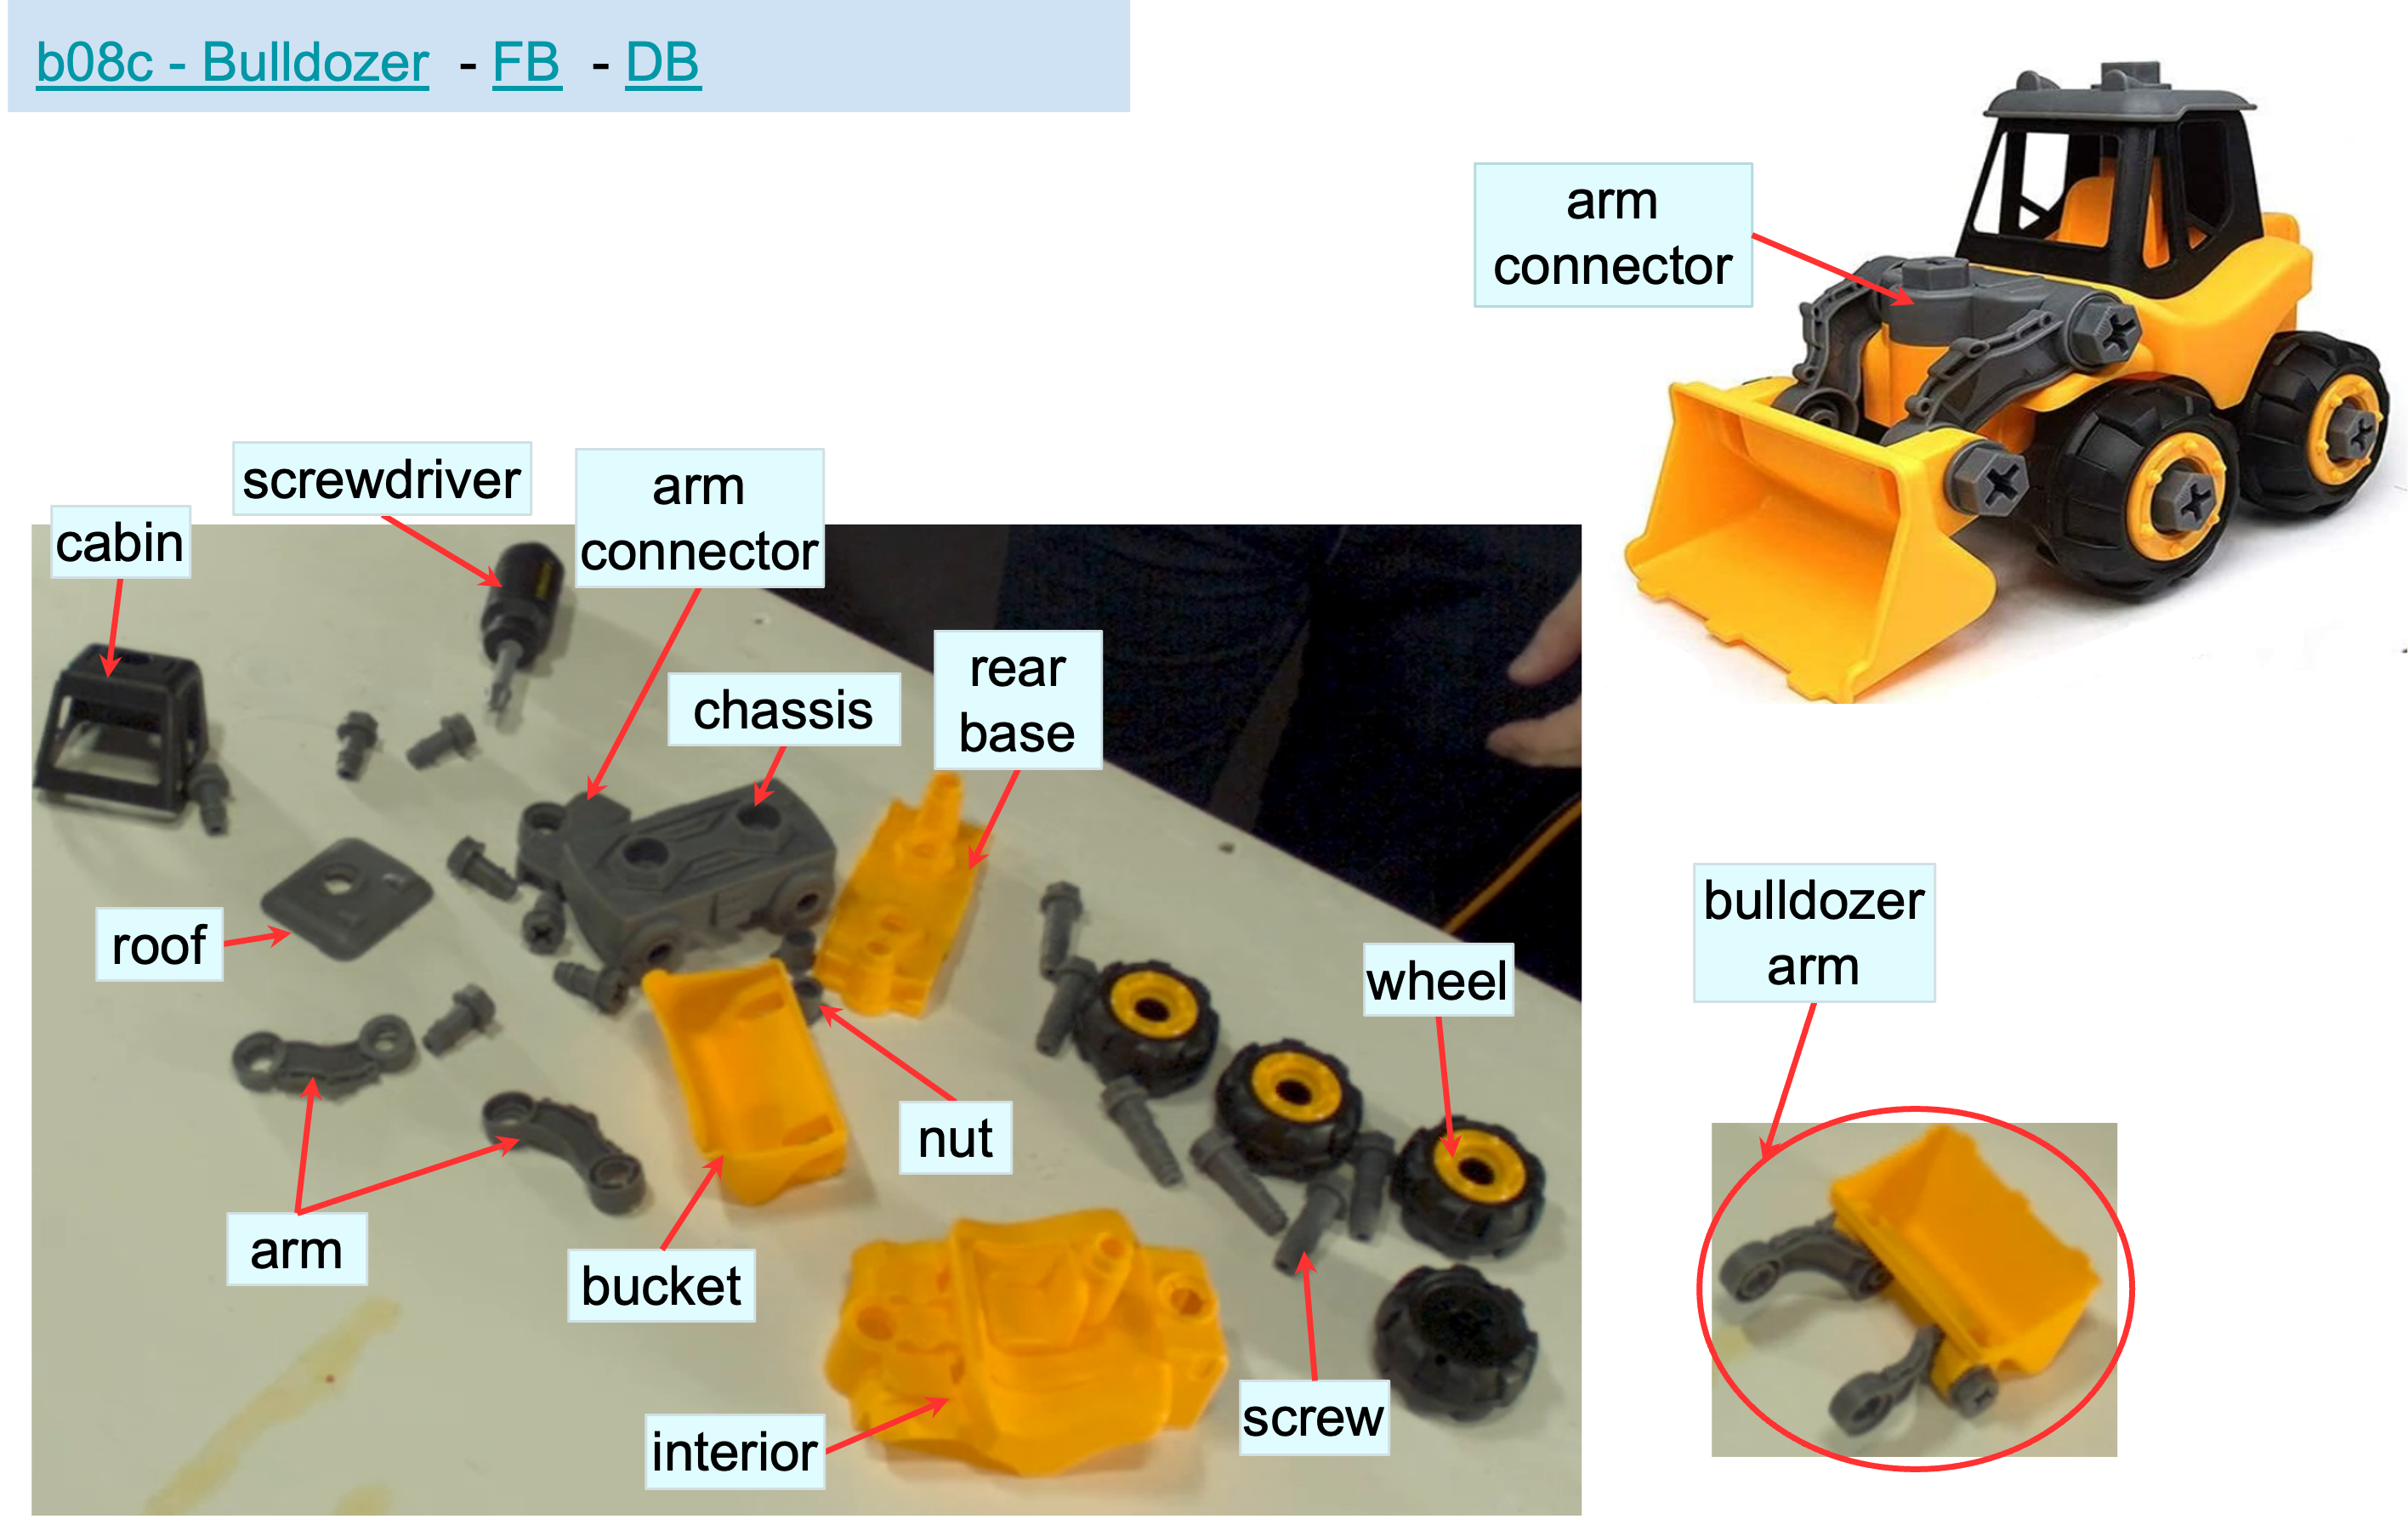 b08c - Bulldozer - FB - DB
arm
connector
screwdriver
arm
connector
cabin
rear
base
chassis
bulldozer
arm
roof
wheel
nut
arm
bucket
screw
interior